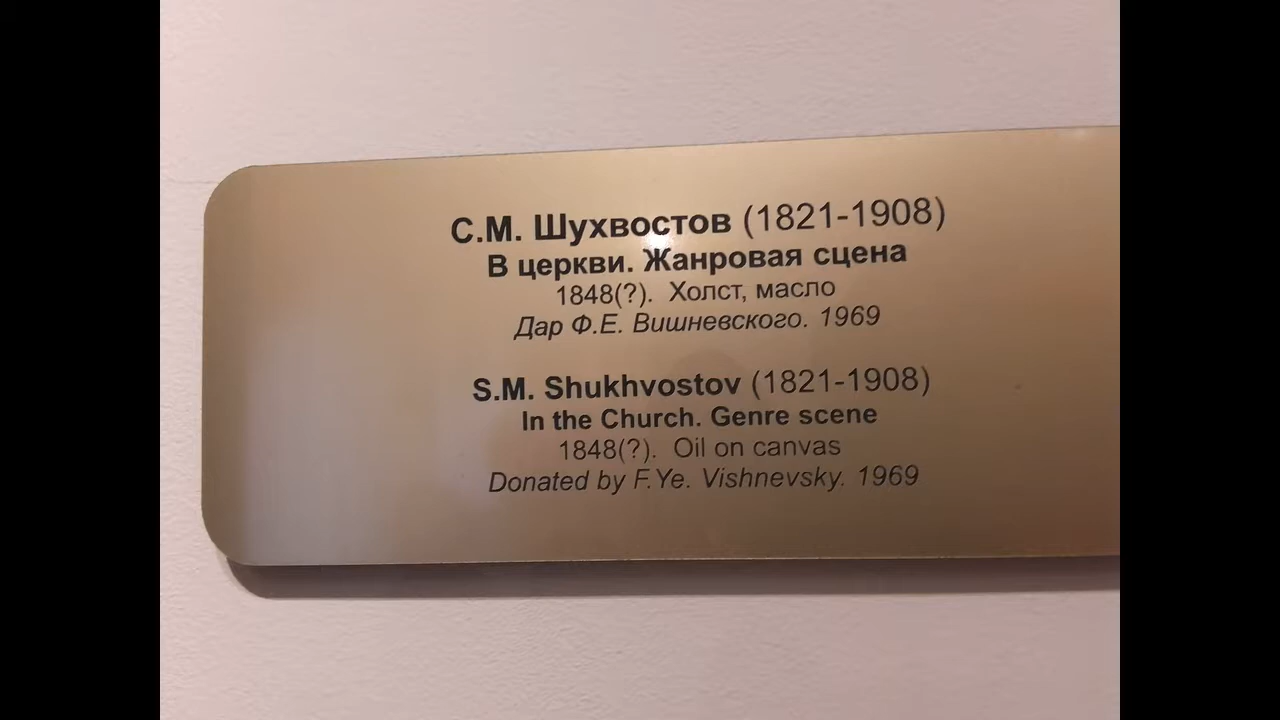 С.М. Шухвостов (1821-1908)
В церкви. Жанровая сцена
1848(?). Холст, масло
Дар Ф.Е. Вишневского. 1969
S.M. Shukhvostov (1821-1908)
In the Church. Genre scene
1848(?). Oil on canvas
Donated by F.Ye. Vishnevsky. 1969